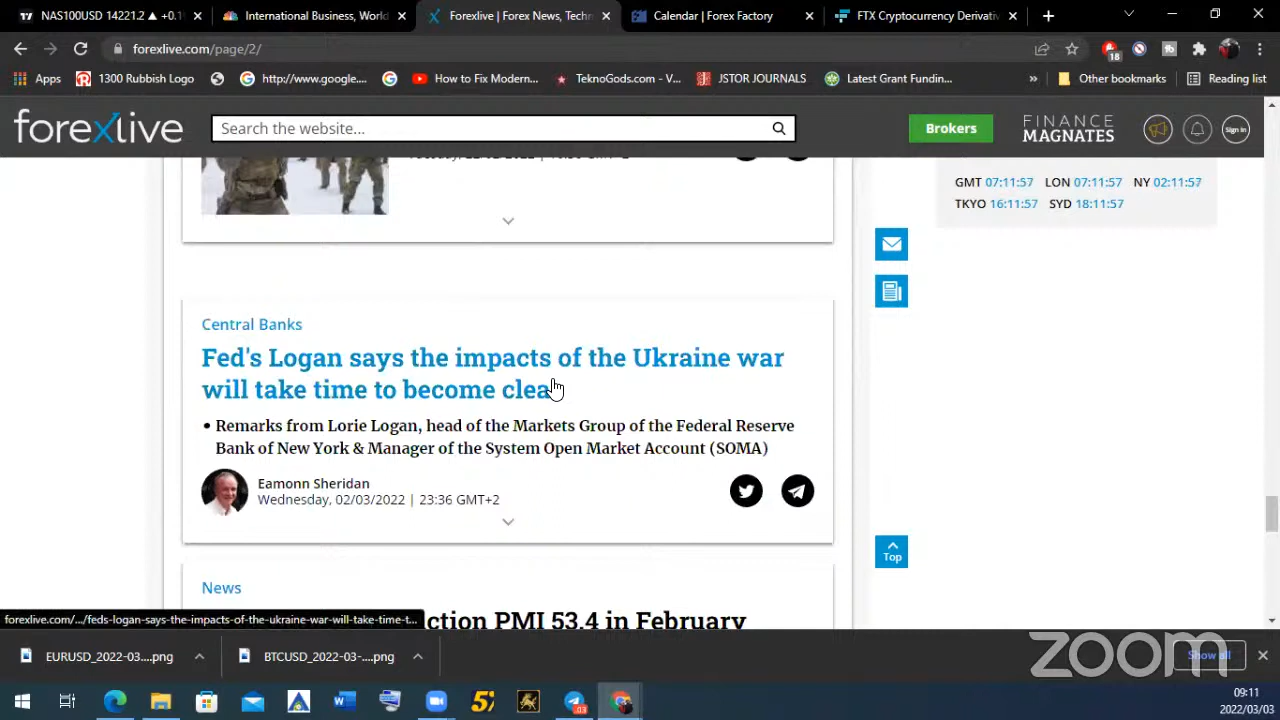 NAS100USD 14221.2 ▲ +0.1
International Business, World
Forexlive | Forex News, Techn
Calendar | Forex Factory
FTX Cryptocurrency Derivativ
forexlive.com/page/2/
18
Apps
1300 Rubbish Logo
http://www.google....
How to Fix Modern...
TeknoGods.com - V...
JSTOR JOURNALS
Latest Grant Fundin...
»
Other bookmarks
Reading list
forexlive
Search the website...
Brokers
FINANCE
MAGNATES
Sign In
GMT 07:11:57 LON 07:11:57 NY 02:11:57
TKYO 16:11:57 SYD 18:11:57
Central Banks
Fed's Logan says the impacts of the Ukraine war
will take time to become clea
• Remarks from Lorie Logan, head of the Markets Group of the Federal Reserve
Bank of New York & Manager of the System Open Market Account (SOMA)
Eamonn Sheridan
Wednesday, 02/03/2022 | 23:36 GMT+2
Top
News
ction PMI 53.4 in February
forexlive.com/.../feds-logan-says-the-impacts-of-the-ukraine-war-will-take-time-t...
EURUSD_2022-03....png
BTCUSD_2022-03-....png
Show all
zoom
09:11
2022/03/03